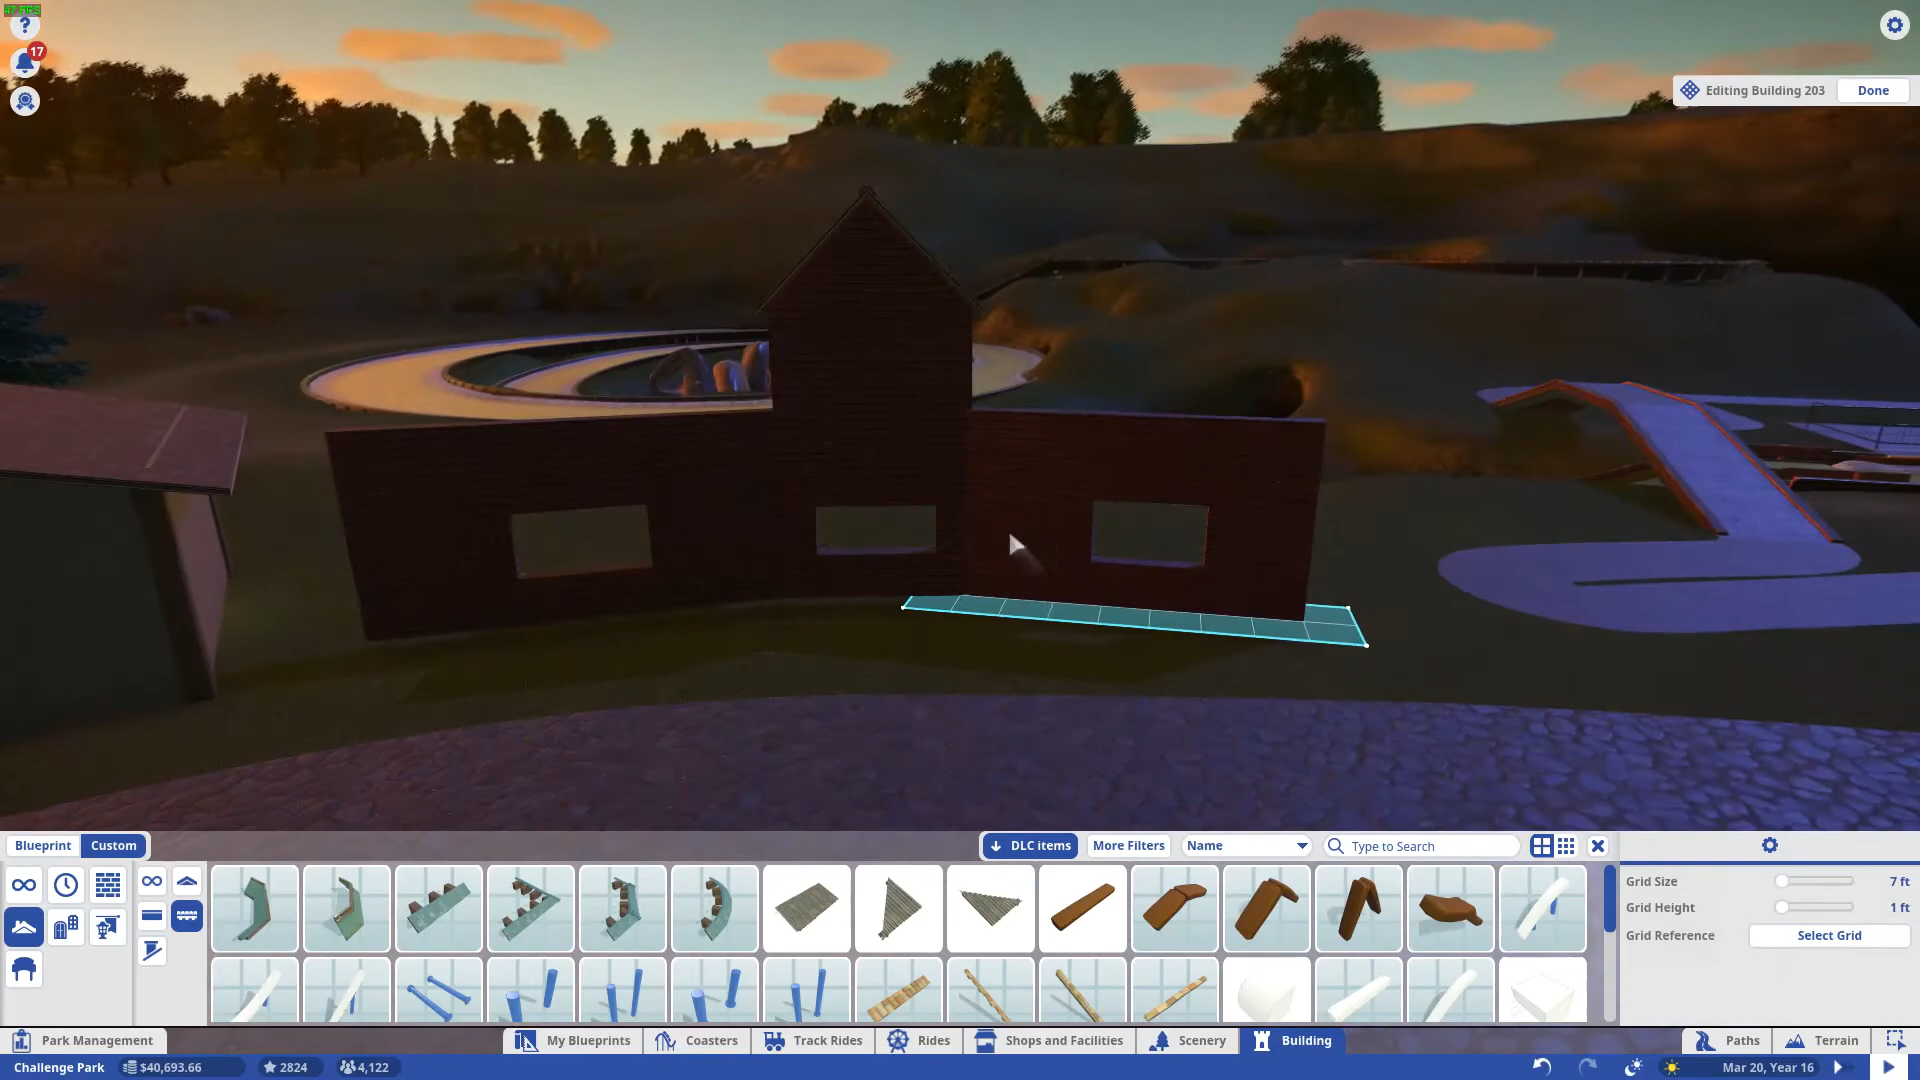 47 FPS
?
17
Editing Building 203
Done
Blueprint
Custom
DLC items
More Filters
Name
Type to Search
Grid Size
7 ft
Grid Height
1 ft
Grid Reference
Select Grid
Park Management
My Blueprints
Coasters
Track Rides
Rides
Shops and Facilities
Scenery
Building
Paths
Terrain
Challenge Park
$40,693.66
2824
4,122
Mar 20, Year 16